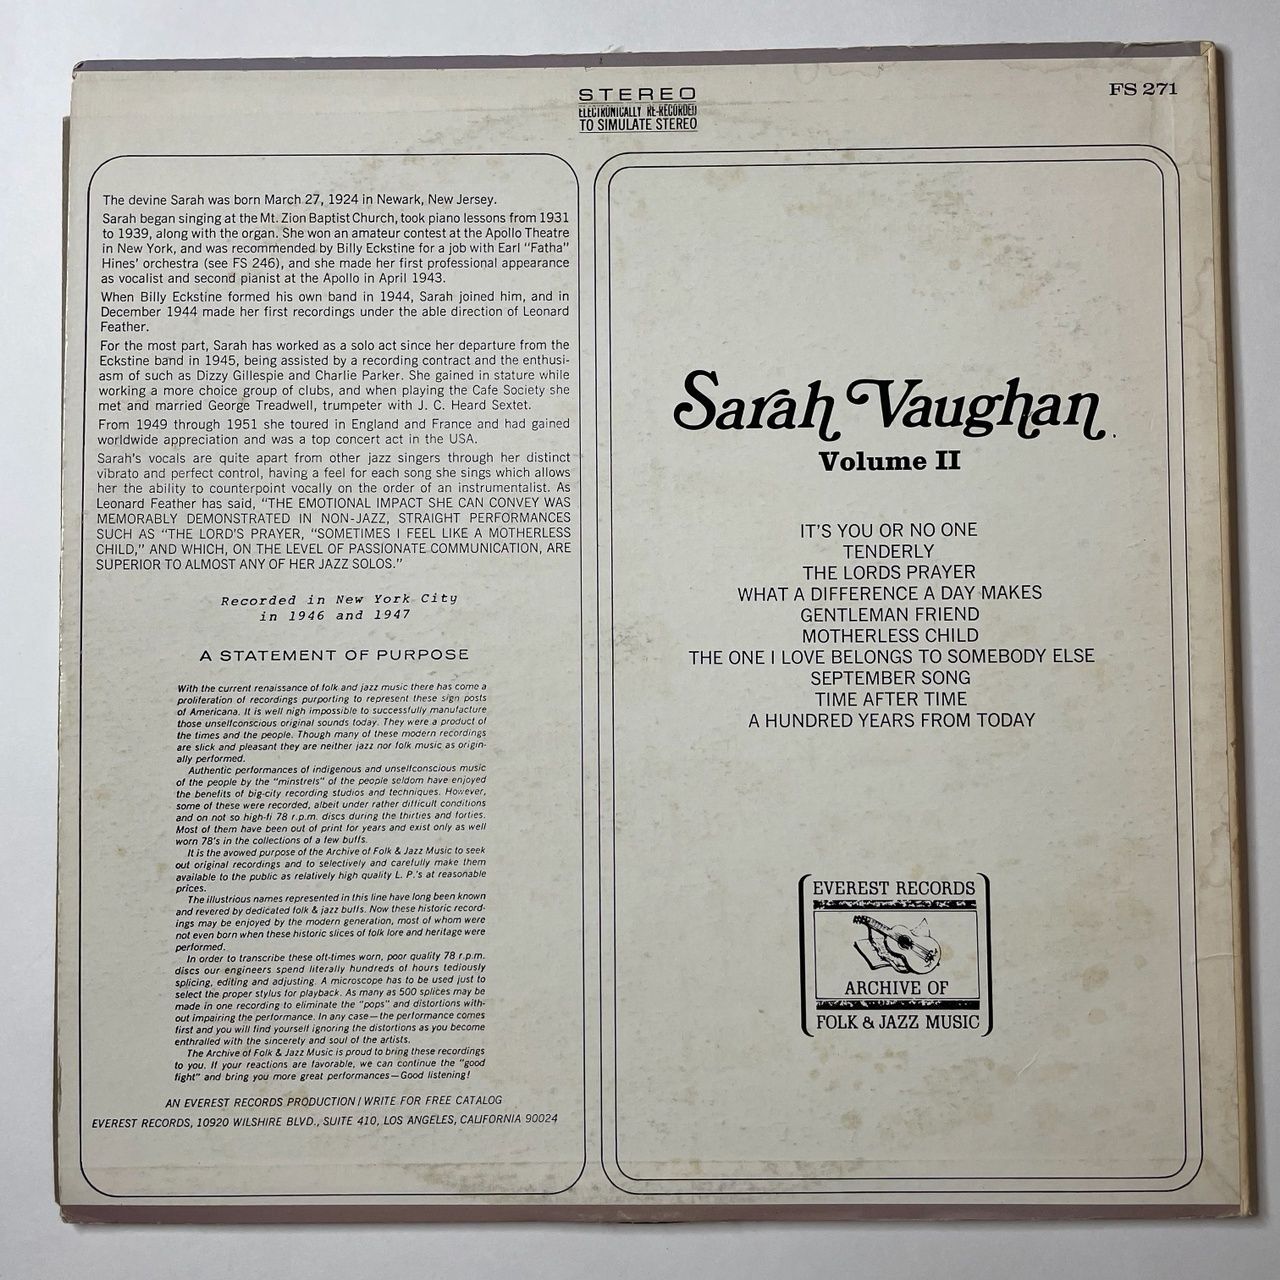 STEREO
ELECTRONICALLY RE-RECORDED
TO SIMULATE STEREO
FS 271
The devine Sarah was born March 27, 1924 in Newark, New Jersey.
Sarah began singing at the Mt. Zion Baptist Church, took piano lessons from 1931
to 1939, along with the organ. She won an amateur contest at the Apollo Theatre
in New York, and was recommended by Billy Eckstine for a job with Earl "Fatha"
Hines' orchestra (see FS 246), and she made her first professional appearance
as vocalist and second pianist at the Apollo in April 1943.
When Billy Eckstine formed his own band in 1944, Sarah joined him, and in
December 1944 made her first recordings under the able direction of Leonard
Feather.
For the most part, Sarah has worked as a solo act since her departure from the
Eckstine band in 1945, being assisted by a recording contract and the enthusi-
asm of such as Dizzy Gillespie and Charlie Parker. She gained in stature while
working a more choice group of clubs, and when playing the Cafe Society she
met and married George Treadwell, trumpeter with J. C. Heard Sextet.
From 1949 through 1951 she toured in England and France and had gained
worldwide appreciation and was a top concert act in the USA.
Sarah's vocals are quite apart from other jazz singers through her distinct
vibrato and perfect control, having a feel for each song she sings which allows
her the ability to counterpoint vocally on the order of an instrumentalist. As
Leonard Feather has said, "THE EMOTIONAL IMPACT SHE CAN CONVEY WAS
MEMORABLY DEMONSTRATED IN NON-JAZZ, STRAIGHT PERFORMANCES
SUCH AS "THE LORD'S PRAYER, "SOMETIMES I FEEL LIKE A MOTHERLESS
CHILD," AND WHICH, ON THE LEVEL OF PASSIONATE COMMUNICATION, ARE
SUPERIOR TO ALMOST ANY OF HER JAZZ SOLOS."
Recorded in New York City
in 1946 and 1947
A STATEMENT OF PURPOSE
With the current renaissance of folk and jazz music there has come a
proliferation of recordings purporting to represent these sign posts
of Americana. It is well nigh impossible to successfully manufacture
those unselfconscious original sounds today. They were a product of
the times and the people. Though many of these modern recordings
are slick and pleasant they are neither jazz nor folk music as origin-
ally performed.
Authentic performances of indigenous and unselfconscious music
of the people by the "minstrels" of the people seldom have enjoyed
the benefits of big-city recording studios and techniques. However,
some of these were recorded, albeit under rather difficult conditions
and on not so high-fi 78 r.p.m. discs during the thirties and forties.
Most of them have been out of print for years and exist only as well
worn 78's in the collections of a few buffs.
It is the avowed purpose of the Archive of Folk & Jazz Music to seek
out original recordings and to selectively and carefully make them
available to the public as relatively high quality L. P.'s at reasonable
prices.
The illustrious names represented in this line have long been known
and revered by dedicated folk & jazz buffs. Now these historic record-
ings may be enjoyed by the modern generation, most of whom were
not even born when these historic slices of folk lore and heritage were
performed.
In order to transcribe these oft-times worn, poor quality 78 r.p.m.
discs our engineers spend literally hundreds of hours tediously
splicing, editing and adjusting. A microscope has to be used just to
select the proper stylus for playback. As many as 500 splices may be
made in one recording to eliminate the "pops" and distortions with-
out impairing the performance. In any case—the performance comes
first and you will find yourself ignoring the distortions as you become
enthralled with the sincerety and soul of the artists.
The Archive of Folk & Jazz Music is proud to bring these recordings
to you. If your reactions are favorable, we can continue the "good
fight" and bring you more great performances—Good listening!
AN EVEREST RECORDS PRODUCTION / WRITE FOR FREE CATALOG
EVEREST RECORDS, 10920 WILSHIRE BLVD., SUITE 410, LOS ANGELES, CALIFORNIA 90024
Sarah Vaughan
Volume II
IT'S YOU OR NO ONE
TENDERLY
THE LORDS PRAYER
WHAT A DIFFERENCE A DAY MAKES
GENTLEMAN FRIEND
MOTHERLESS CHILD
THE ONE I LOVE BELONGS TO SOMEBODY ELSE
SEPTEMBER SONG
TIME AFTER TIME
A HUNDRED YEARS FROM TODAY
EVEREST RECORDS
ARCHIVE OF
FOLK & JAZZ MUSIC